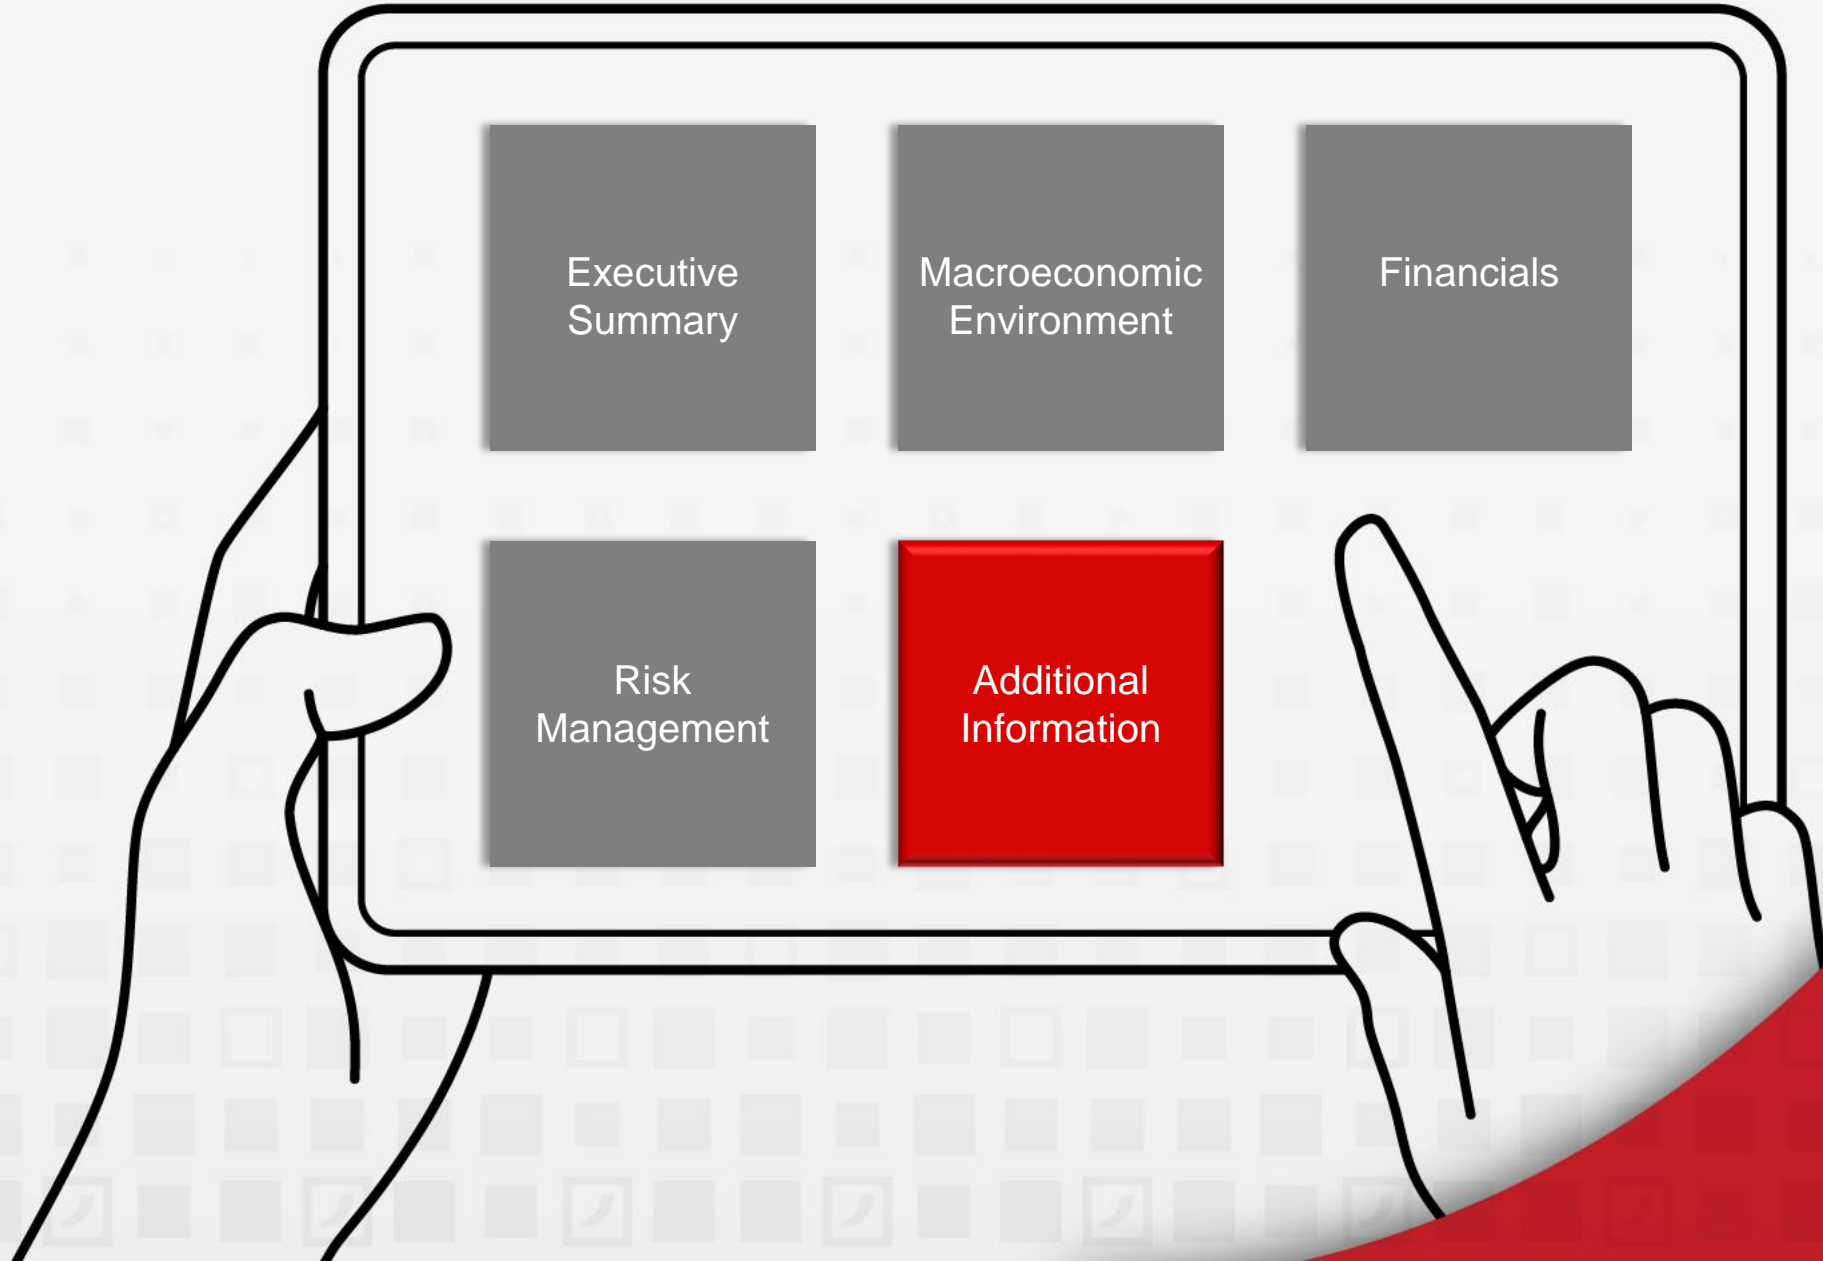 Executive
Summary
Macroeconomic
Environment
Financials
Risk
Management
Additional
Information